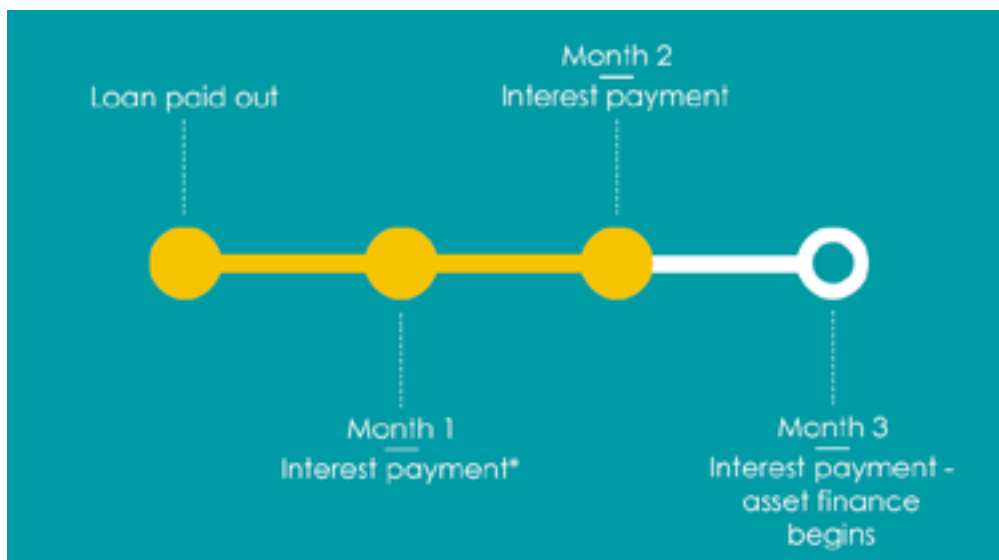 Loan paid out
Month 1
Interest payment*
Month 2
Interest payment
Month 3
Interest payment -
asset finance
begins